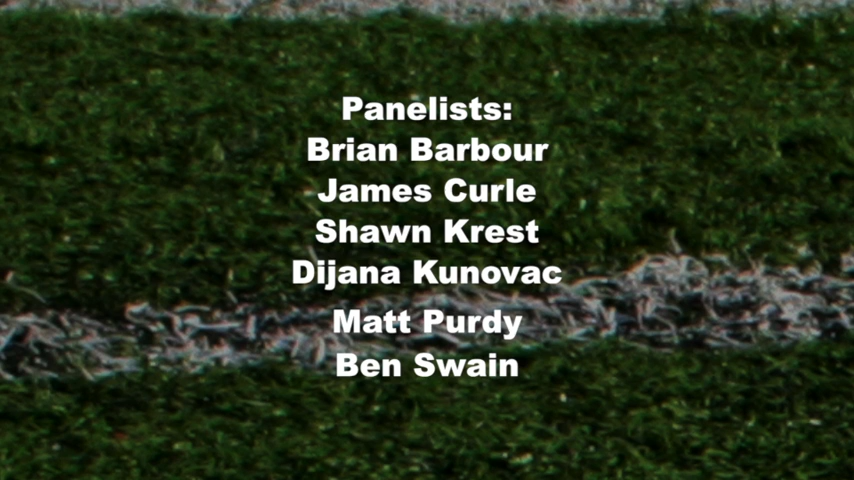 Panelists:
Brian Barbour
James Curle
Shawn Krest
Dijana Kunovac
Matt Purdy
Ben Swain